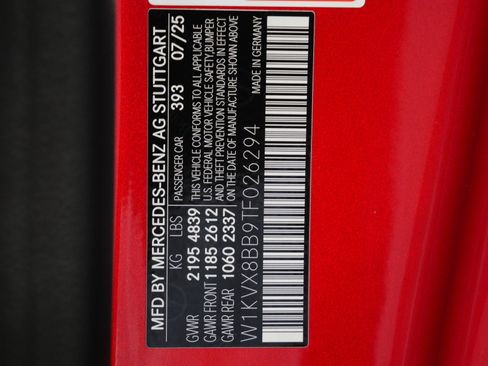 MFD BY MERCEDES-BENZ AG STUTTGART
KG LBS PASSENGER CAR 393 07/25
GVWR 2195 4839 THIS VEHICLE CONFORMS TO ALL APPLICABLE
GAWR FRONT 1185 2612 U.S. FEDERAL MOTOR VEHICLE SAFETY,BUMPER
GAWR REAR 1060 2337 AND THEFT PREVENTION STANDARDS IN EFFECT
ON THE DATE OF MANUFACTURE SHOWN ABOVE
W1KVX8BB9TF026294 MADE IN GERMANY